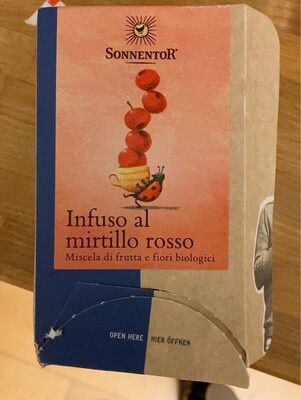 SONNENTOR®
Infuso al
mirtillo rosso
Miscela di frutta e fiori biologici
OPEN HERE | HIER ÖFFNEN